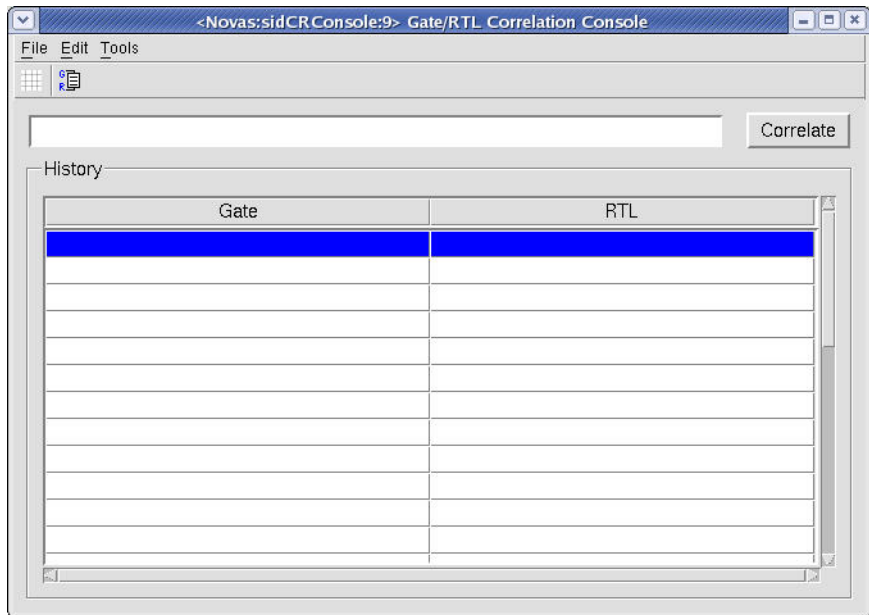 <Novas:sidCRConsole:9> Gate/RTL Correlation Console
File Edit Tools
G
R
Correlate
History
Gate RTL